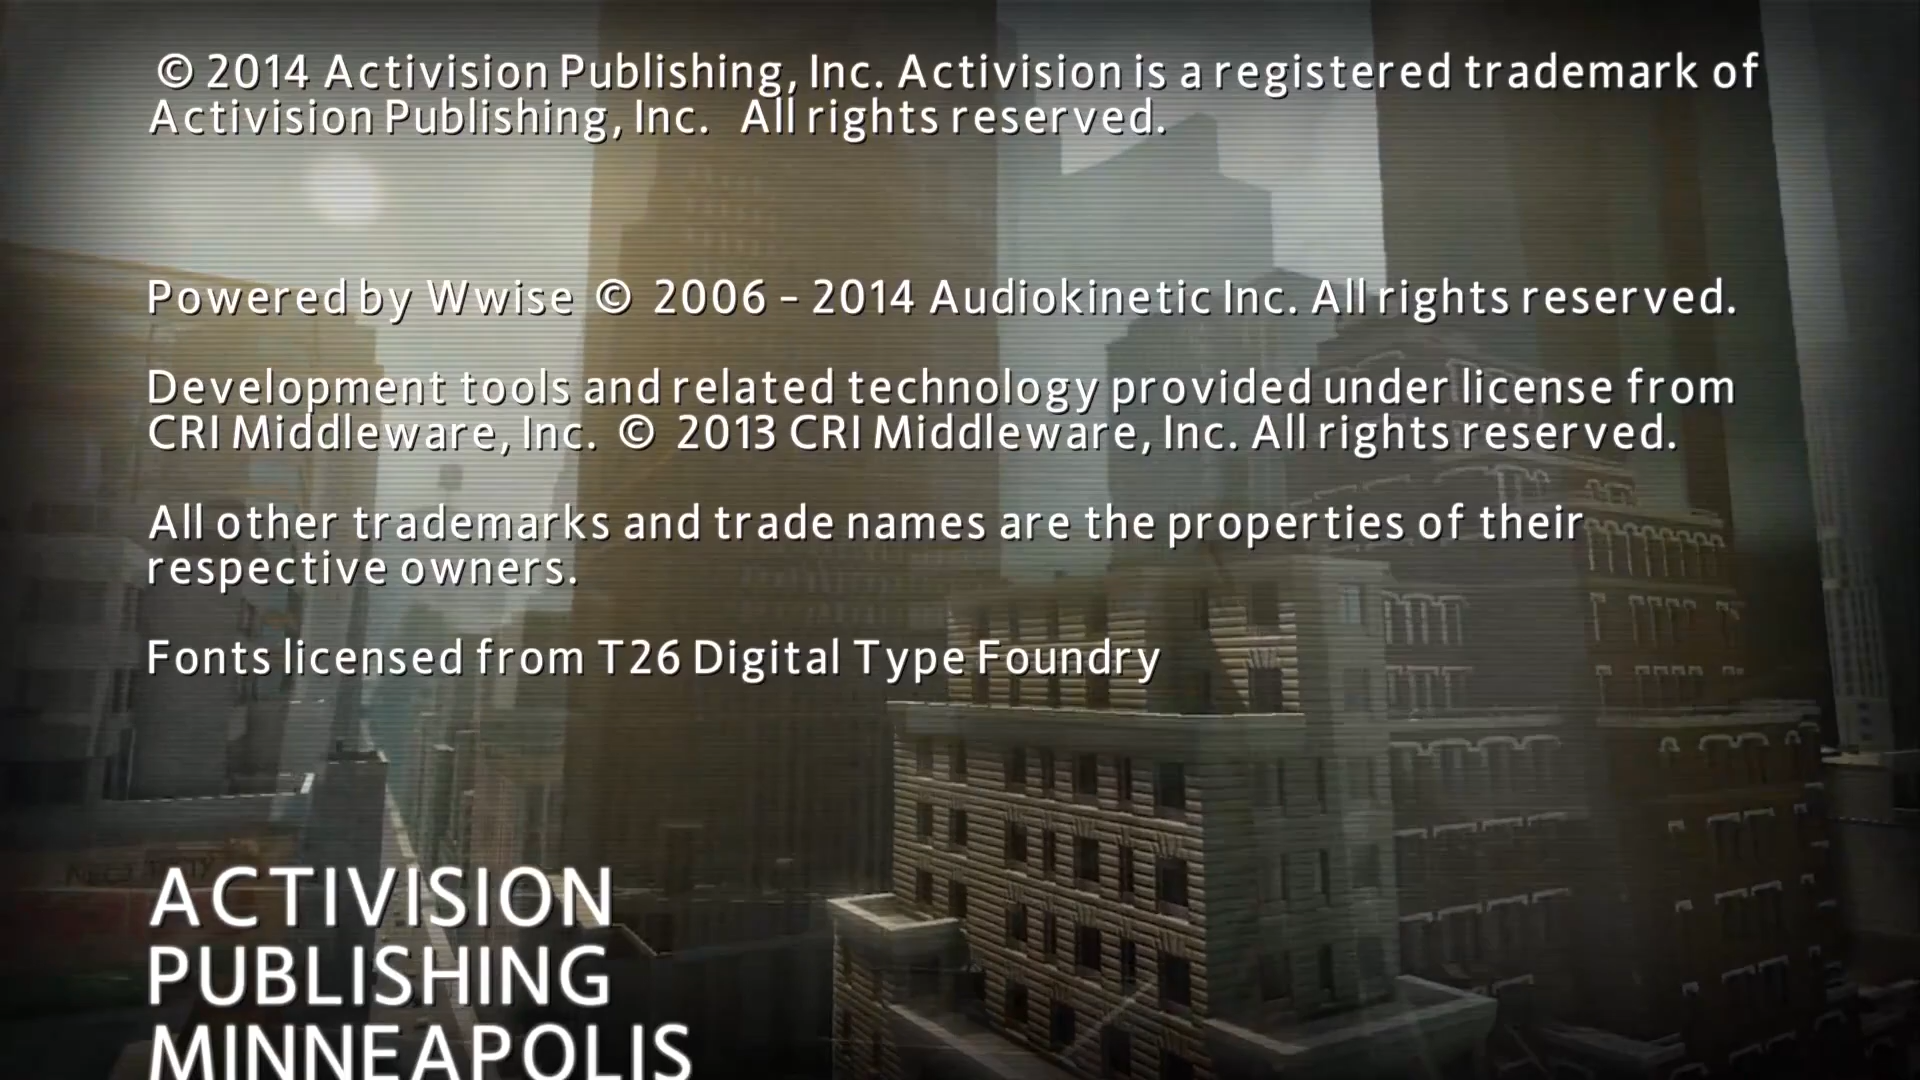 © 2014 Activision Publishing, Inc. Activision is a registered trademark of
Activision Publishing, Inc. All rights reserved.
Powered by Wwise © 2006 - 2014 Audiokinetic Inc. All rights reserved.
Development tools and related technology provided under license from
CRI Middleware, Inc. © 2013 CRI Middleware, Inc. All rights reserved.
All other trademarks and trade names are the properties of their
respective owners.
Fonts licensed from T26 Digital Type Foundry
ACTIVISION
PUBLISHING
MINNEAPOLIS